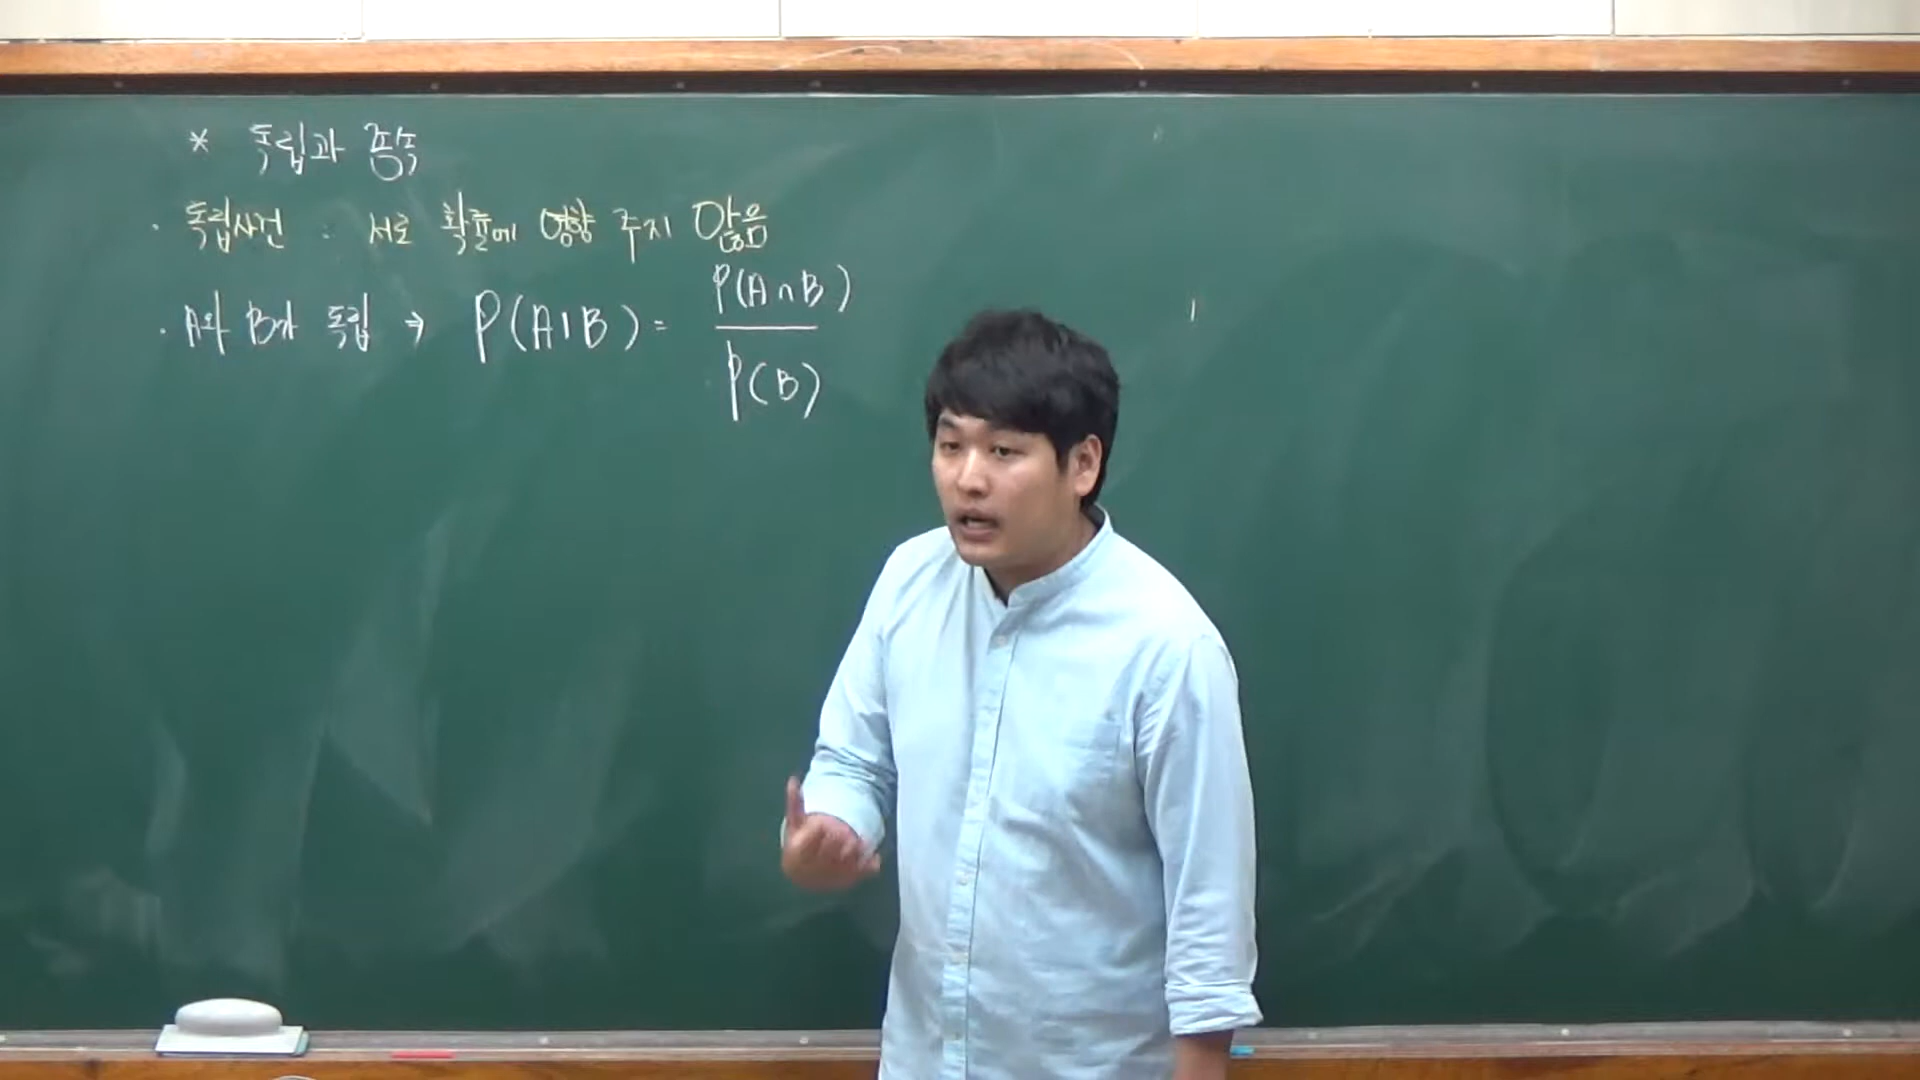 * 독립과 종속
· 독립사건 : 서로 확률에 영향 주지 않음
· A와 B가 독립 ⇒ P(A|B) = P(A∩B) / P(B)